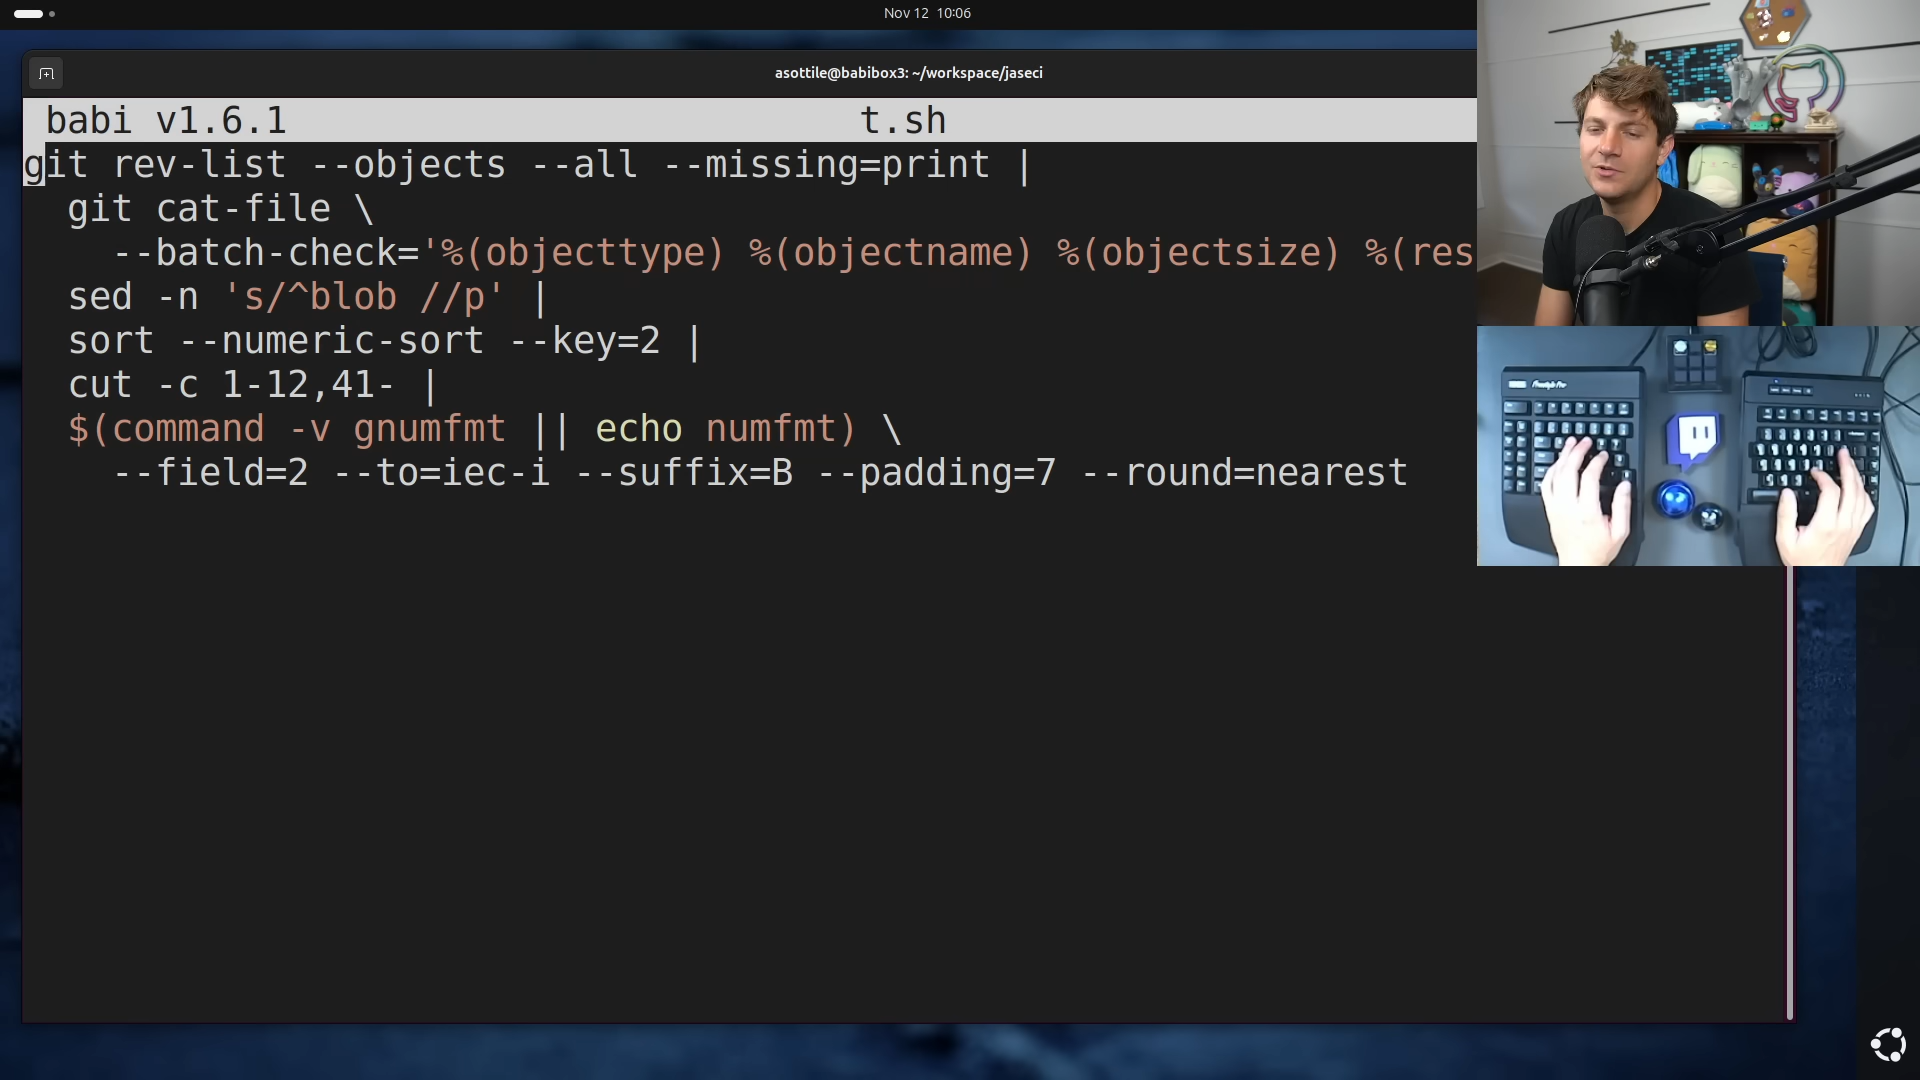 Nov 12 10:06
asottile@babibox3: ~/workspace/jaseci
babi v1.6.1 t.sh
git rev-list --objects --all --missing=print |
  git cat-file \
    --batch-check='%(objecttype) %(objectname) %(objectsize) %(res
  sed -n 's/^blob //p' |
  sort --numeric-sort --key=2 |
  cut -c 1-12,41- |
  $(command -v gnumfmt || echo numfmt) \
    --field=2 --to=iec-i --suffix=B --padding=7 --round=nearest